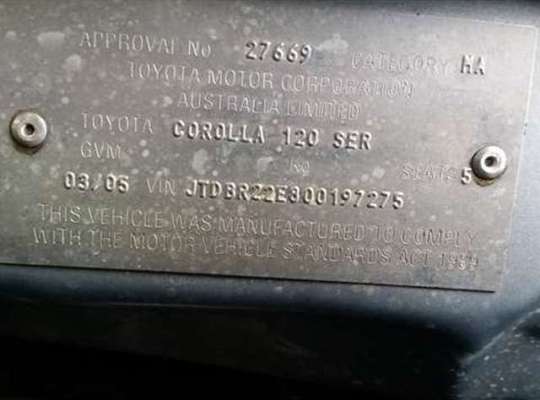 APPROVAL No 27669 CATEGORY MA
TOYOTA MOTOR CORPORATION
AUSTRALIA LIMITED
TOYOTA COROLLA 120 SER
GVM KG SEATS 5
03/05 VIN JTDBR22E800197275
THIS VEHICLE WAS MANUFACTURED TO COMPLY
WITH THE MOTOR VEHICLE STANDARDS ACT 1989